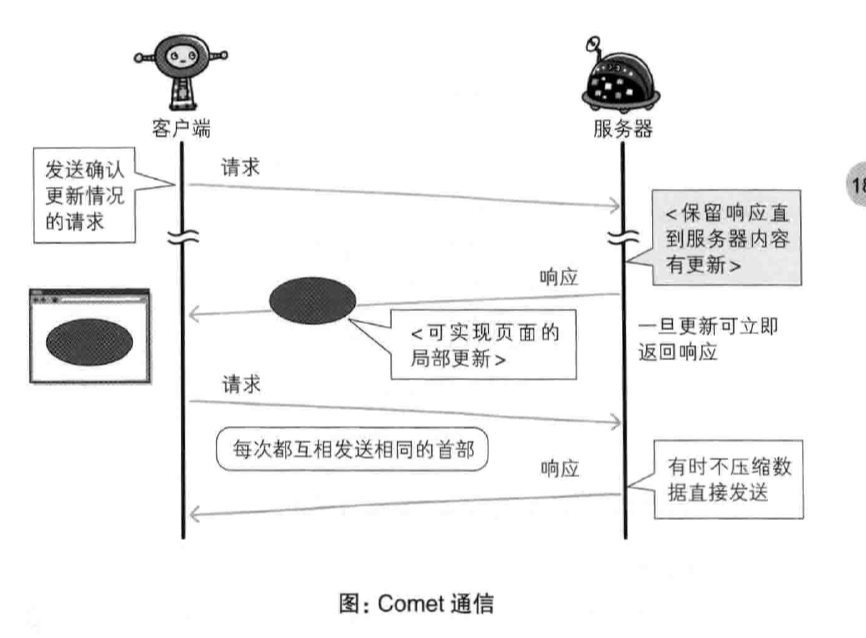 客户端
服务器
发送确认
更新情况
的请求
请求
18
<保留响应直
到服务器内容
有更新>
响应
<可实现页面的
局部更新>
一旦更新可立即
返回响应
请求
每次都互相发送相同的首部
响应
有时不压缩数
据直接发送
图：Comet 通信